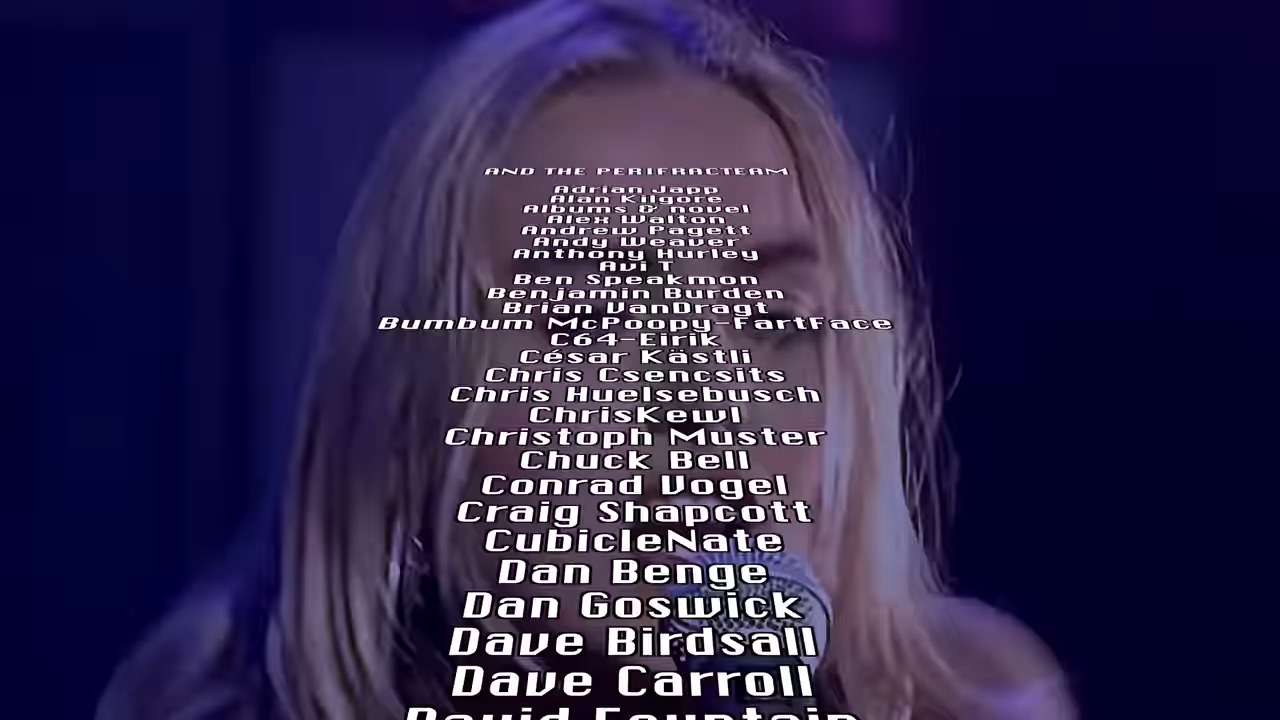 AND THE PERIFRACTEAM
Adrian Japp
Alan Kilgore
Albums & novel
Alex Walton
Andrew Pagett
Andy Weaver
Anthony Hurley
Avi T
Ben Speakmon
Benjamin Burden
Brian VanDragt
Bumbum McPoopy-FartFace
C64-Eirik
César Kästli
Chris Csencsits
Chris Huelsebusch
ChrisKewl
Christoph Muster
Chuck Bell
Conrad Vogel
Craig Shapcott
CubicleNate
Dan Benge
Dan Goswick
Dave Birdsall
Dave Carroll
David Fountain